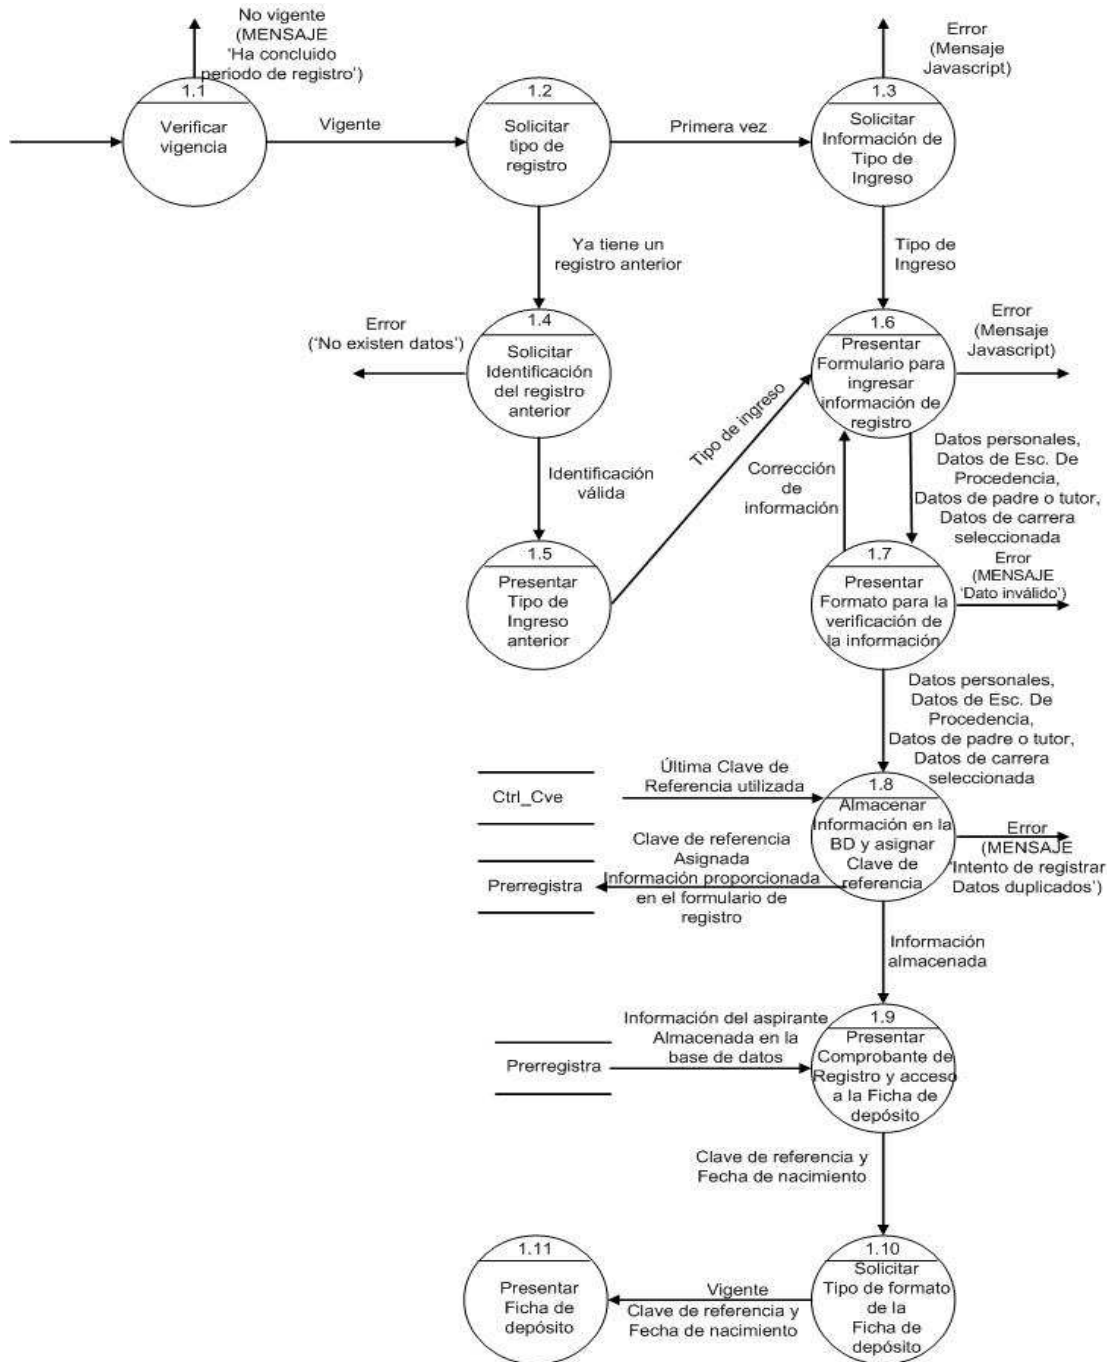 No vigente
(MENSAJE
‘Ha concluido
periodo de registro’)
Error
(Mensaje
Javascript)
1.1
Verificar
vigencia
Vigente
1.2
Solicitar
tipo de
registro
Primera vez
1.3
Solicitar
Información de
Tipo de
Ingreso
Ya tiene un
registro anterior
Tipo de
Ingreso
Error
(‘No existen datos’)
1.4
Solicitar
Identificación
del registro
anterior
1.6
Presentar
Formulario para
ingresar
información de
registro
Error
(Mensaje
Javascript)
Identificación
válida
Tipo de ingreso
Corrección
de
información
Datos personales,
Datos de Esc. De
Procedencia,
Datos de padre o tutor,
Datos de carrera
seleccionada
1.5
Presentar
Tipo de
Ingreso
anterior
1.7
Presentar
Formato para la
verificación de
la información
Error
(MENSAJE
‘Dato inválido’)
Datos personales,
Datos de Esc. De
Procedencia,
Datos de padre o tutor,
Datos de carrera
seleccionada
Ctrl_Cve
Última Clave de
Referencia utilizada
1.8
Almacenar
Información en la
BD y asignar
Clave de
referencia
Error
(MENSAJE
‘Intento de registrar
Datos duplicados’)
Prerregistra
Clave de referencia
Asignada
Información proporcionada
en el formulario de
registro
Información
almacenada
Prerregistra
Información del aspirante
Almacenada en la
base de datos
1.9
Presentar
Comprobante de
Registro y acceso
a la Ficha de
depósito
Clave de referencia y
Fecha de nacimiento
1.11
Presentar
Ficha de
depósito
Vigente
Clave de referencia y
Fecha de nacimiento
1.10
Solicitar
Tipo de formato
de la
Ficha de
depósito